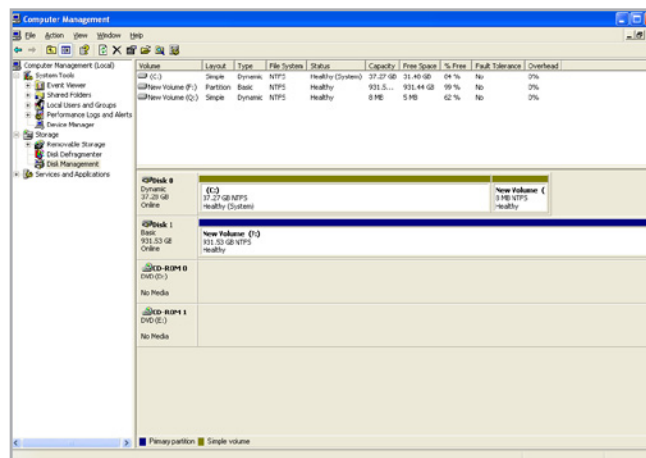 Computer Management
File Action View Window Help
Computer Management (Local)
System Tools
Event Viewer
Shared Folders
Local Users and Groups
Performance Logs and Alerts
Device Manager
Storage
Removable Storage
Disk Defragmenter
Disk Management
Services and Applications
Volume Layout Type File System Status Capacity Free Space % Free Fault Tolerance Overhead
(C:) Simple Dynamic NTFS Healthy (System) 37.27 GB 31.40 GB 84 % No 0%
New Volume (F:) Partition Basic NTFS Healthy 931.5... 931.44 GB 99 % No 0%
New Volume (Q:) Simple Dynamic NTFS Healthy 8 MB 5 MB 62 % No 0%
Disk 0
Dynamic
37.28 GB
Online
(C:)
37.27 GB NTFS
Healthy (System)
New Volume (
8 MB NTFS
Healthy
Disk 1
Basic
931.53 GB
Online
New Volume (F:)
931.53 GB NTFS
Healthy
CD-ROM 0
DVD (D:)
No Media
CD-ROM 1
DVD (E:)
No Media
Primary partition Simple volume